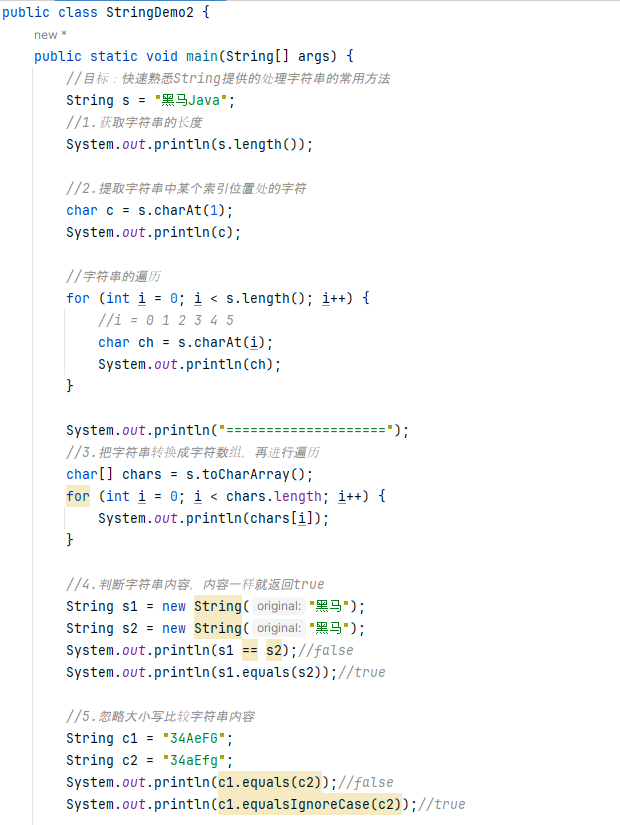 public class StringDemo2 {
new *
public static void main(String[] args) {
//目标：快速熟悉String提供的处理字符串的常用方法
String s = "黑马Java";
//1.获取字符串的长度
System.out.println(s.length());
//2.提取字符串中某个索引位置处的字符
char c = s.charAt(1);
System.out.println(c);
//字符串的遍历
for (int i = 0; i < s.length(); i++) {
//i = 0 1 2 3 4 5
char ch = s.charAt(i);
System.out.println(ch);
}
System.out.println("====================");
//3.把字符串转换成字符数组，再进行遍历
char[] chars = s.toCharArray();
for (int i = 0; i < chars.length; i++) {
System.out.println(chars[i]);
}
//4.判断字符串内容，内容一样就返回true
String s1 = new String( original: "黑马");
String s2 = new String( original: "黑马");
System.out.println(s1 == s2);//false
System.out.println(s1.equals(s2));//true
//5.忽略大小写比较字符串内容
String c1 = "34AeFG";
String c2 = "34aEfg";
System.out.println(c1.equals(c2));//false
System.out.println(c1.equalsIgnoreCase(c2));//true